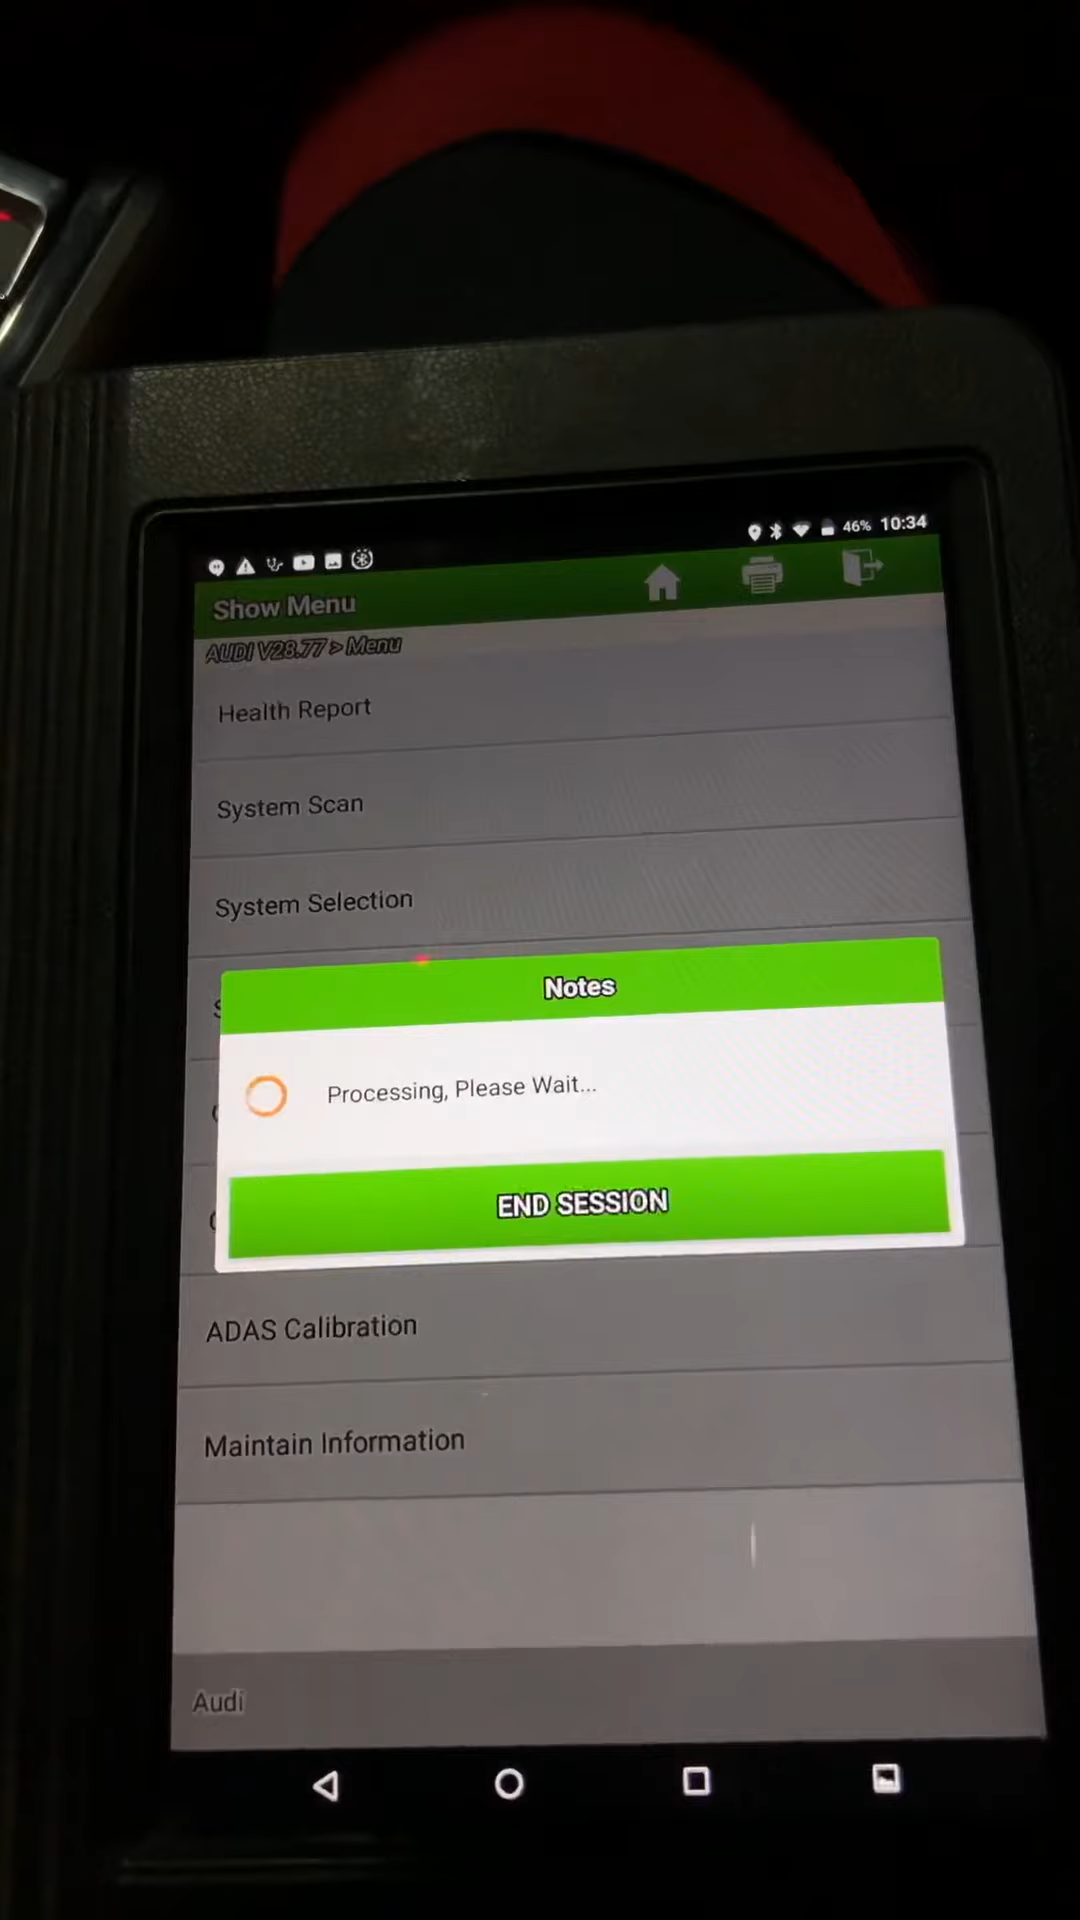 46% 10:34
Show Menu
AUDI V28.77 > Menu
Health Report
System Scan
System Selection
Notes
Processing, Please Wait...
END SESSION
ADAS Calibration
Maintain Information
Audi